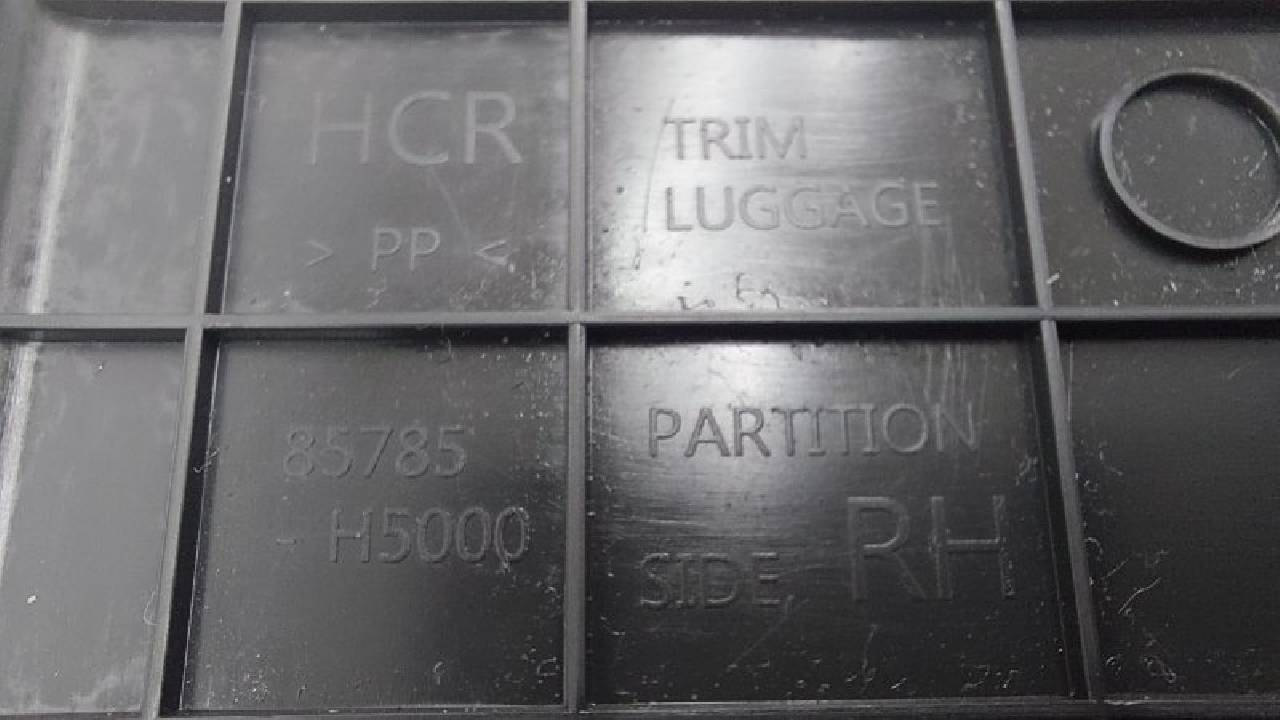 HCR
> PP <
TRIM
LUGGAGE
85785
- H5000
PARTITION
SIDE, RH